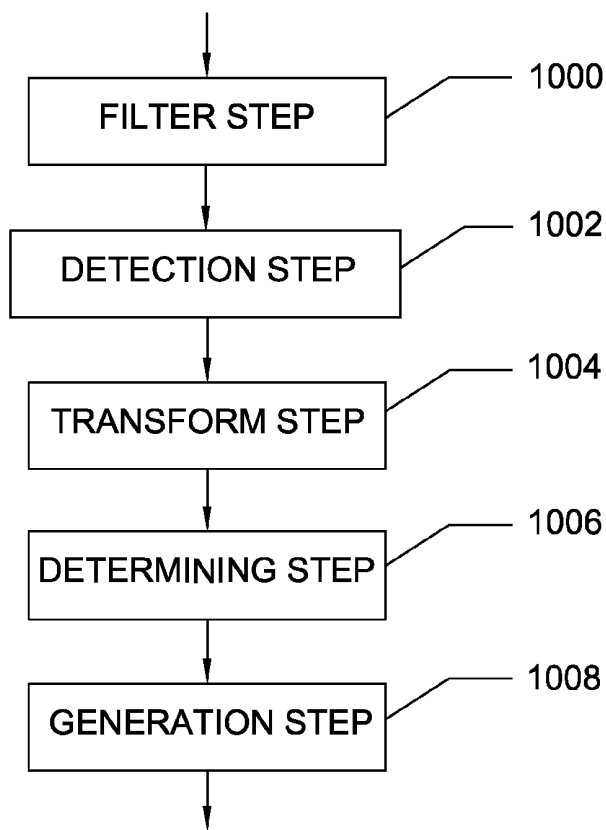 FILTER STEP
1000
DETECTION STEP
1002
TRANSFORM STEP
1004
DETERMINING STEP
1006
GENERATION STEP
1008